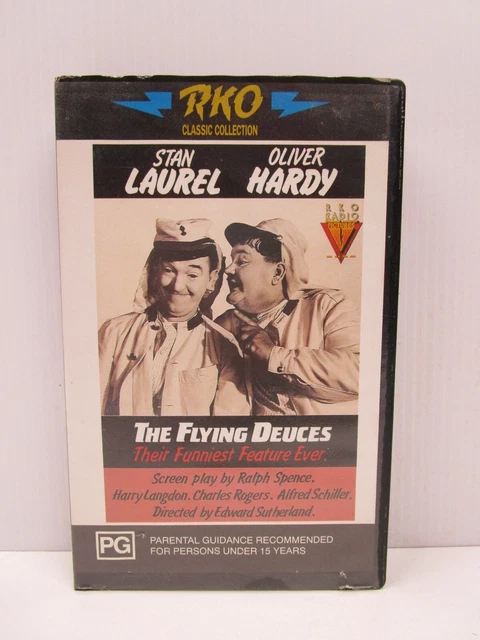 RKO
CLASSIC COLLECTION
STAN OLIVER
LAUREL HARDY
RKO
RADIO
PICTURES
THE FLYING DEUCES
Their Funniest Feature Ever.
Screen play by Ralph Spence.
Harry Langdon. Charles Rogers. Alfred Schiller.
Directed by Edward Sutherland.
PG PARENTAL GUIDANCE RECOMMENDED
FOR PERSONS UNDER 15 YEARS